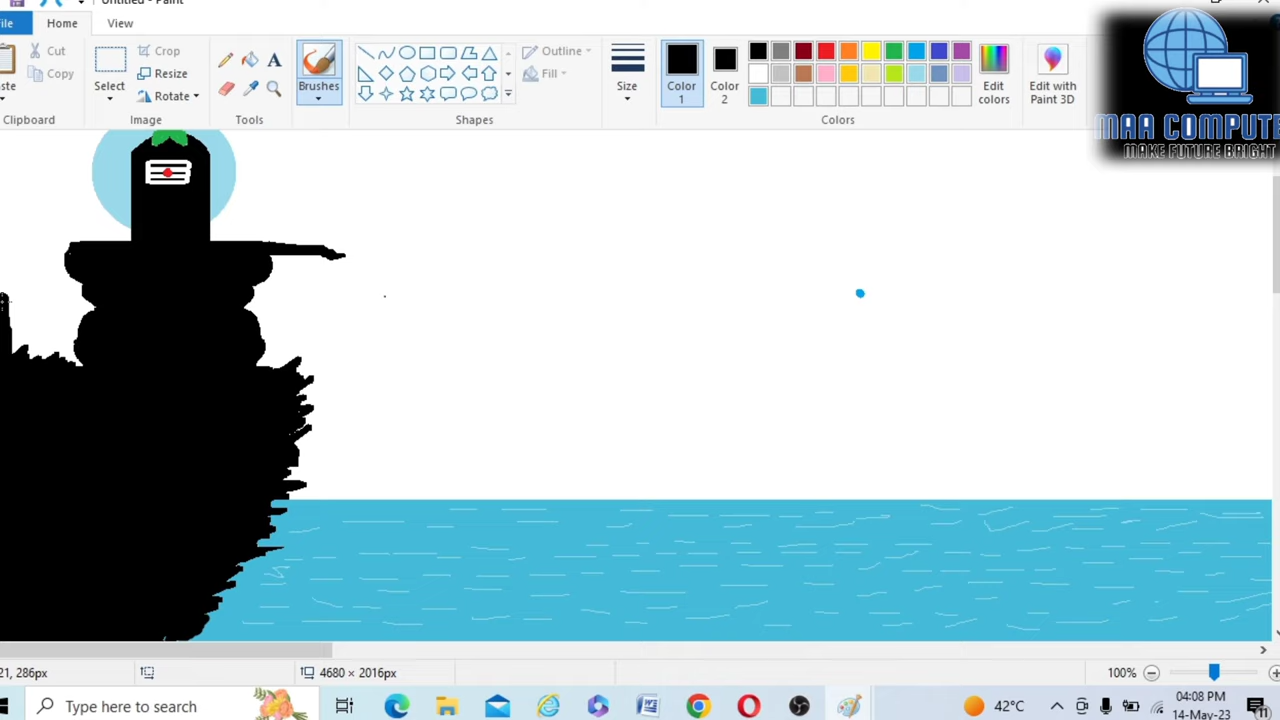 Untitled - Paint
File
Home
View
Cut
Copy
Clipboard
Select
Crop
Resize
Rotate
Image
Tools
Brushes
Shapes
Outline
Fill
Size
Color 1
Color 2
Edit colors
Edit with Paint 3D
Colors
MAA COMPUTE
MAKE FUTURE BRIGHT
21, 286px
4680 × 2016px
100%
Type here to search
42°C
04:08 PM
14-May-23
11